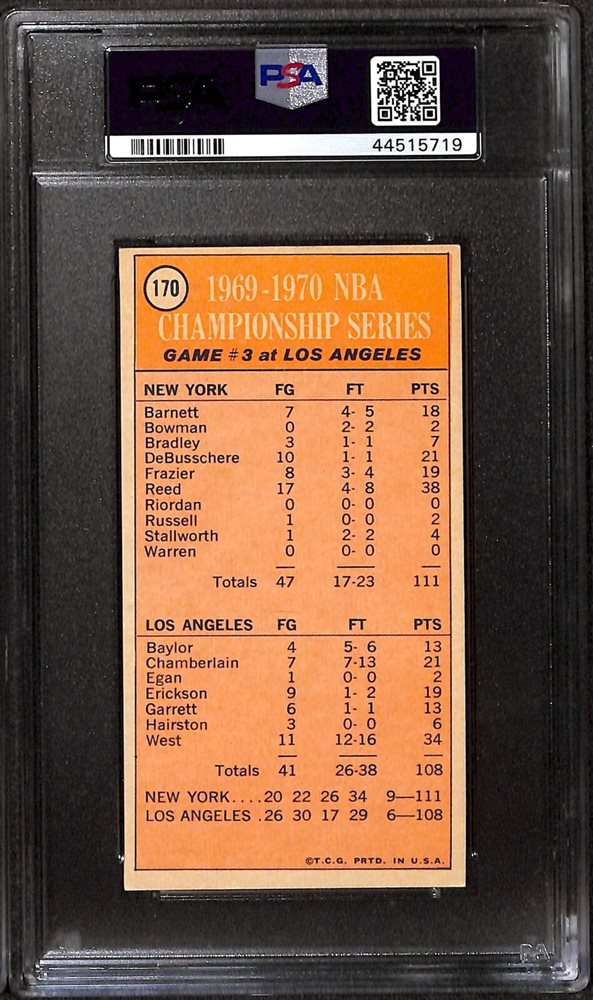 PSA
44515719
170
1969-1970 NBA
CHAMPIONSHIP SERIES
GAME #3 at LOS ANGELES
NEW YORK FG FT PTS
Barnett 7 4- 5 18
Bowman 0 2- 2 2
Bradley 3 1- 1 7
DeBusschere 10 1- 1 21
Frazier 8 3- 4 19
Reed 17 4- 8 38
Riordan 0 0- 0 0
Russell 1 0- 0 2
Stallworth 1 2- 2 4
Warren 0 0- 0 0
Totals 47 17-23 111
LOS ANGELES FG FT PTS
Baylor 4 5- 6 13
Chamberlain 7 7-13 21
Egan 1 0- 0 2
Erickson 9 1- 2 19
Garrett 6 1- 1 13
Hairston 3 0- 0 6
West 11 12-16 34
Totals 41 26-38 108
NEW YORK....20 22 26 34 9—111
LOS ANGELES .26 30 17 29 6—108
©T.C.G. PRTD. IN U.S.A.